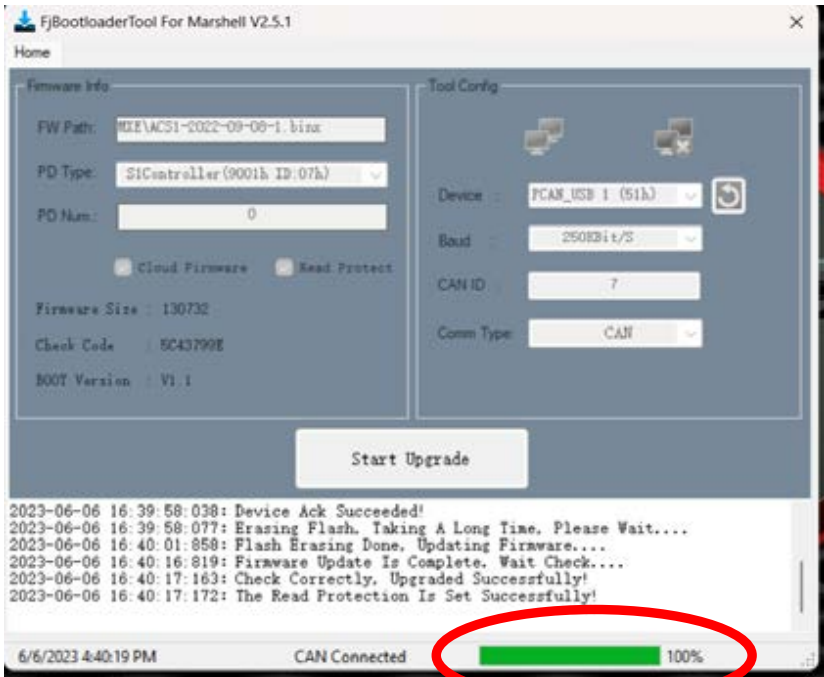 FjBootloaderTool For Marshell V2.5.1
Home
Firmware Info
FW Path: MXE\ACS1-2022-09-08-1.binx
PD Type: S1Controller(9001h ID:07h)
PD Num.: 0
Cloud Firmware Read Protect
Firmware Size : 130732
Check Code : 5C43799E
BOOT Version : V1.1
Tool Config
Device : PCAN_USB 1 (51h)
Baud : 250KBit/S
CAN ID : 7
Comm Type: CAN
Start Upgrade
2023-06-06 16:39:58:038: Device Ack Succeeded!
2023-06-06 16:39:58:077: Erasing Flash, Taking A Long Time, Please Wait....
2023-06-06 16:40:01:858: Flash Erasing Done, Updating Firmware....
2023-06-06 16:40:16:819: Firmware Update Is Complete, Wait Check....
2023-06-06 16:40:17:163: Check Correctly, Upgraded Successfully!
2023-06-06 16:40:17:172: The Read Protection Is Set Successfully!
6/6/2023 4:40:19 PM CAN Connected 100%